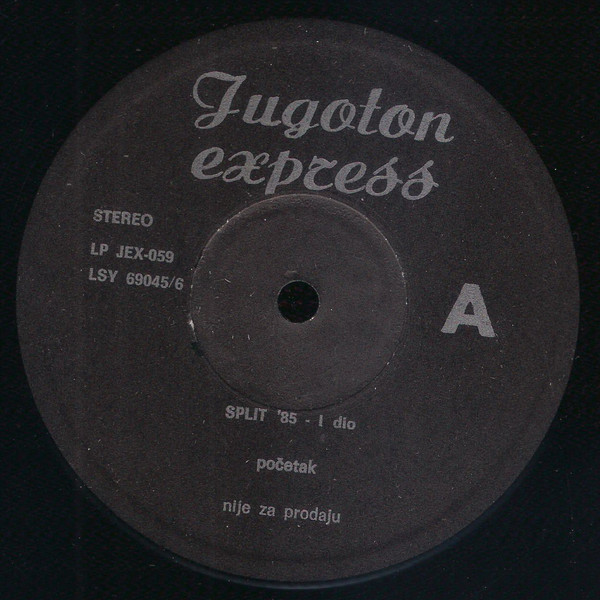 Jugoton
express
STEREO
LP JEX-059
LSY 69045/6
A
SPLIT '85 - I dio
početak
nije za prodaju